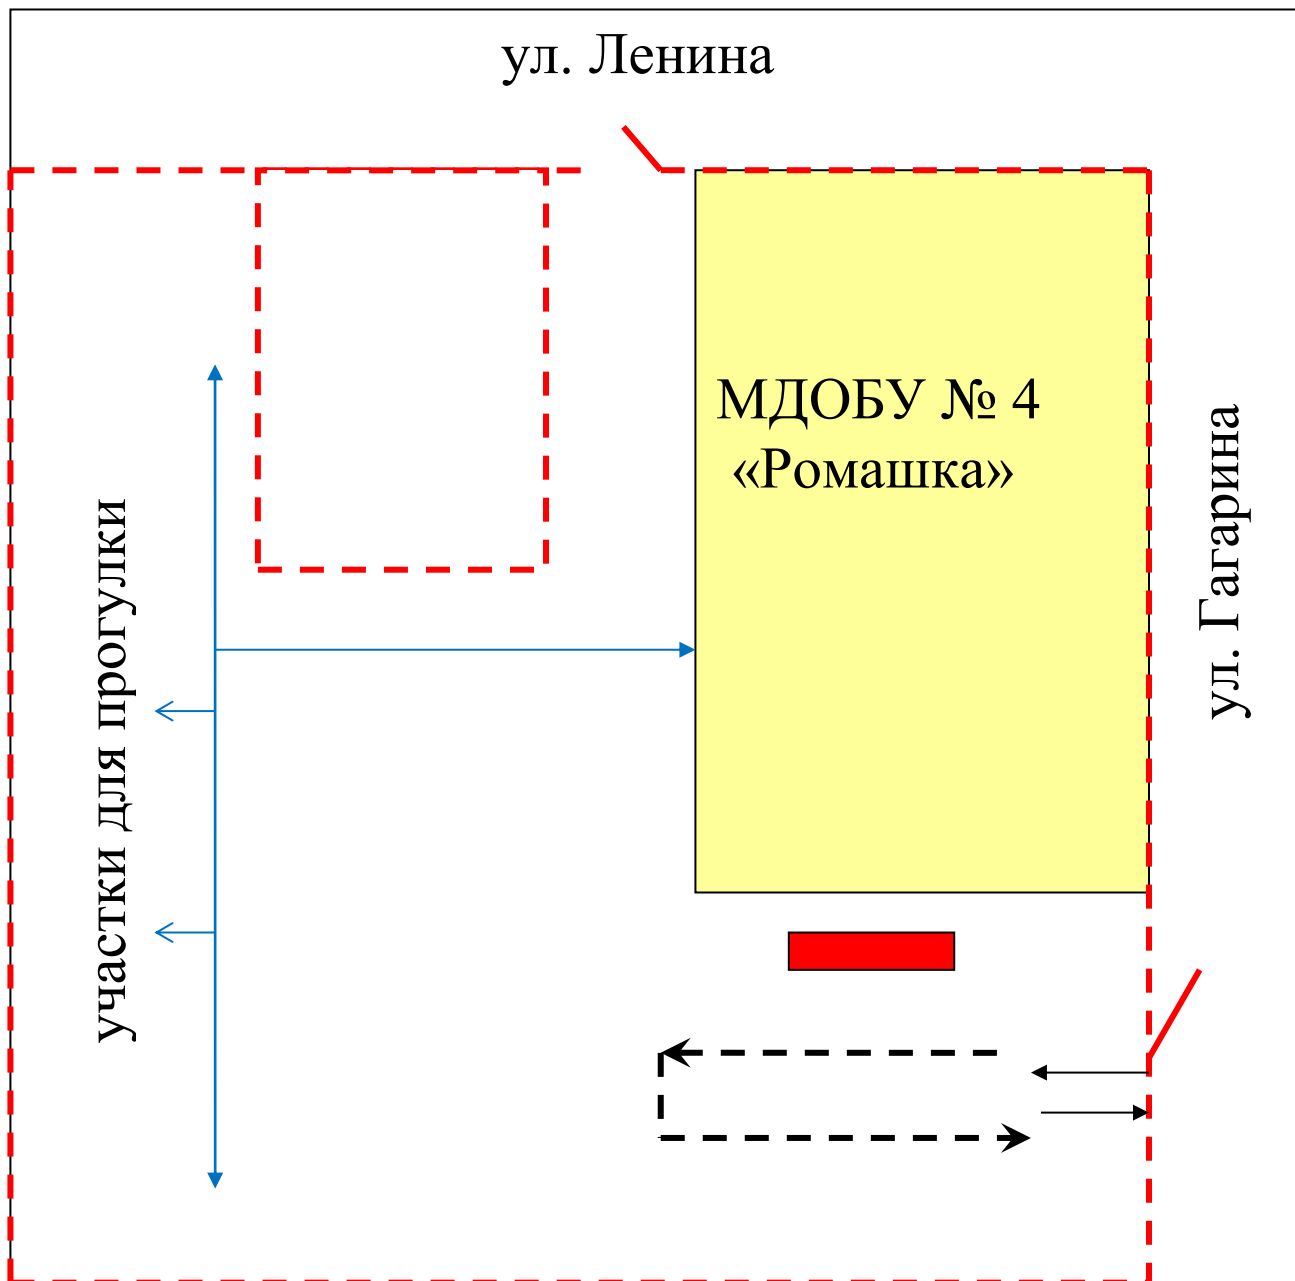 ул. Ленина
МДОБУ № 4
«Ромашка»
ул. Гагарина
участки для прогулки